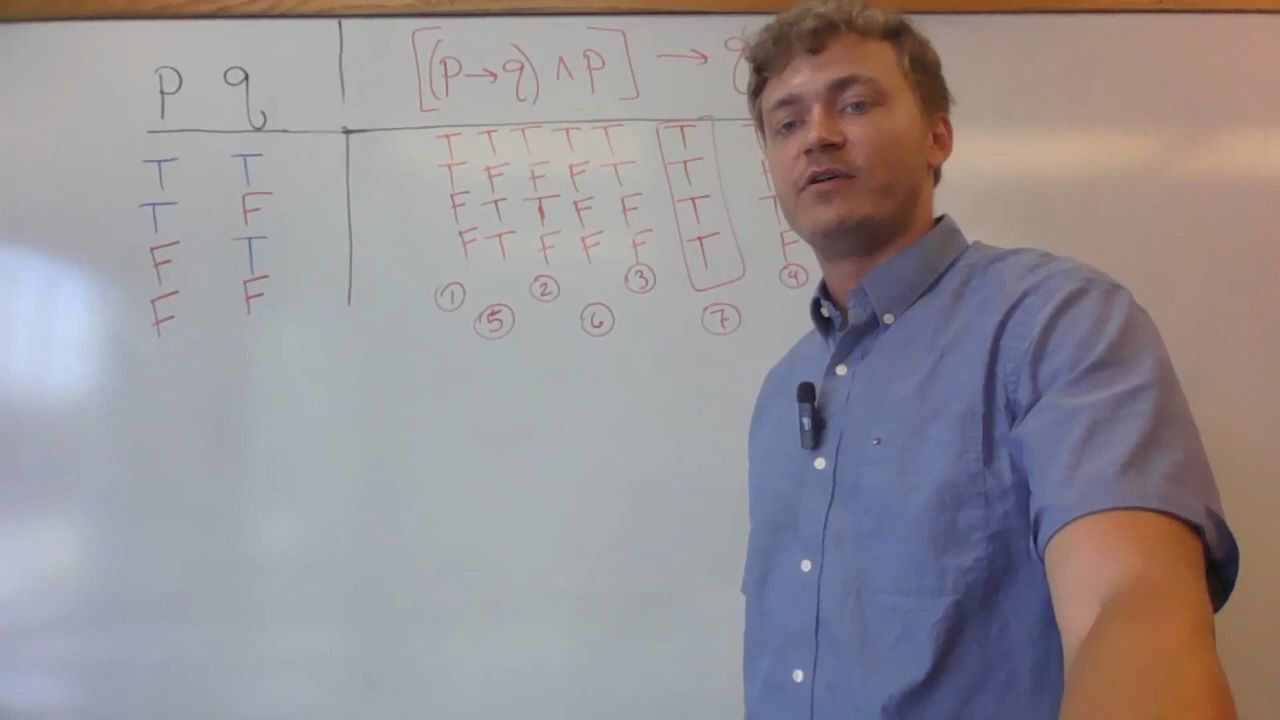 p q [(p→q) ∧ p] → q
T T T T T T T T T
T F T F F F T T F
F T F T T F F T T
F F F T F F F T F
① ② ③ ④
⑤ ⑥ ⑦